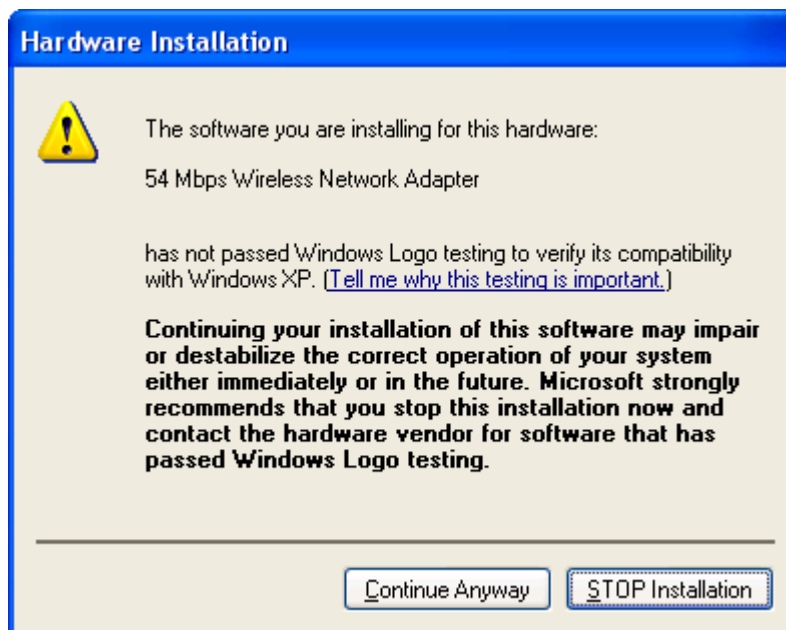 Hardware Installation
The software you are installing for this hardware:
54 Mbps Wireless Network Adapter
has not passed Windows Logo testing to verify its compatibility
with Windows XP. (Tell me why this testing is important.)
Continuing your installation of this software may impair
or destabilize the correct operation of your system
either immediately or in the future. Microsoft strongly
recommends that you stop this installation now and
contact the hardware vendor for software that has
passed Windows Logo testing.
Continue Anyway
STOP Installation